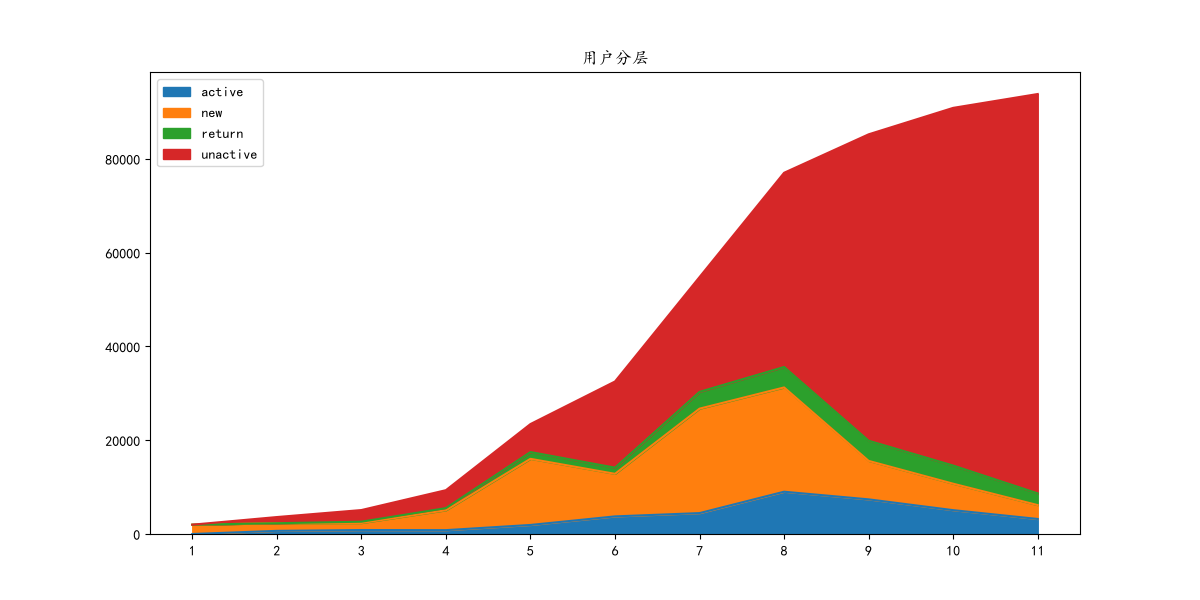 用户分层
active
new
return
unactive
80000
60000
40000
20000
0
1 2 3 4 5 6 7 8 9 10 11